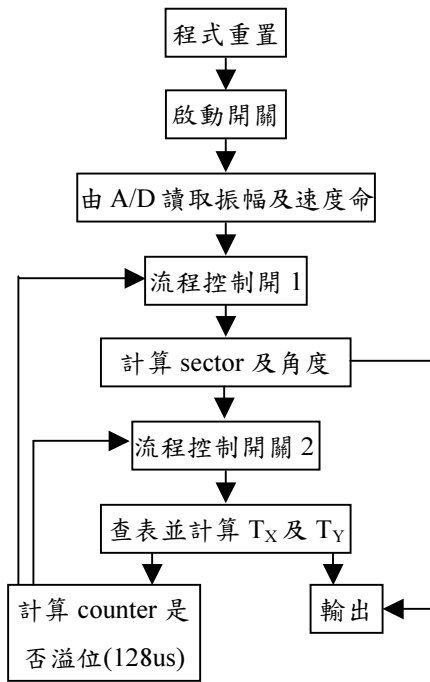 程式重置
啟動開關
由 A/D 讀取振幅及速度命
流程控制開 1
計算 sector 及角度
流程控制開關 2
查表並計算 TX 及 TY
計算 counter 是
否溢位(128us)
輸出